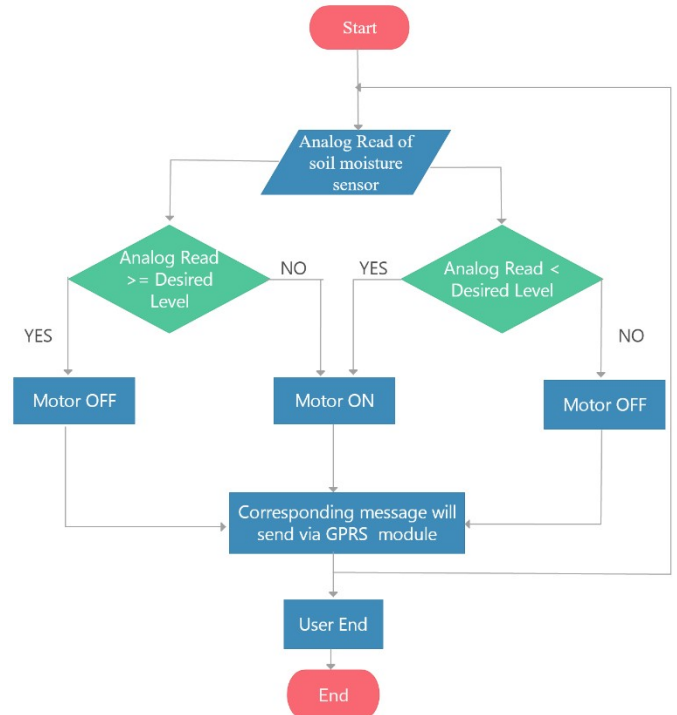 Start
Analog Read of
soil moisture
sensor
Analog Read
>= Desired
Level
NO
YES
Analog Read <
Desired Level
YES
NO
Motor OFF
Motor ON
Motor OFF
Corresponding message will
send via GPRS module
User End
End